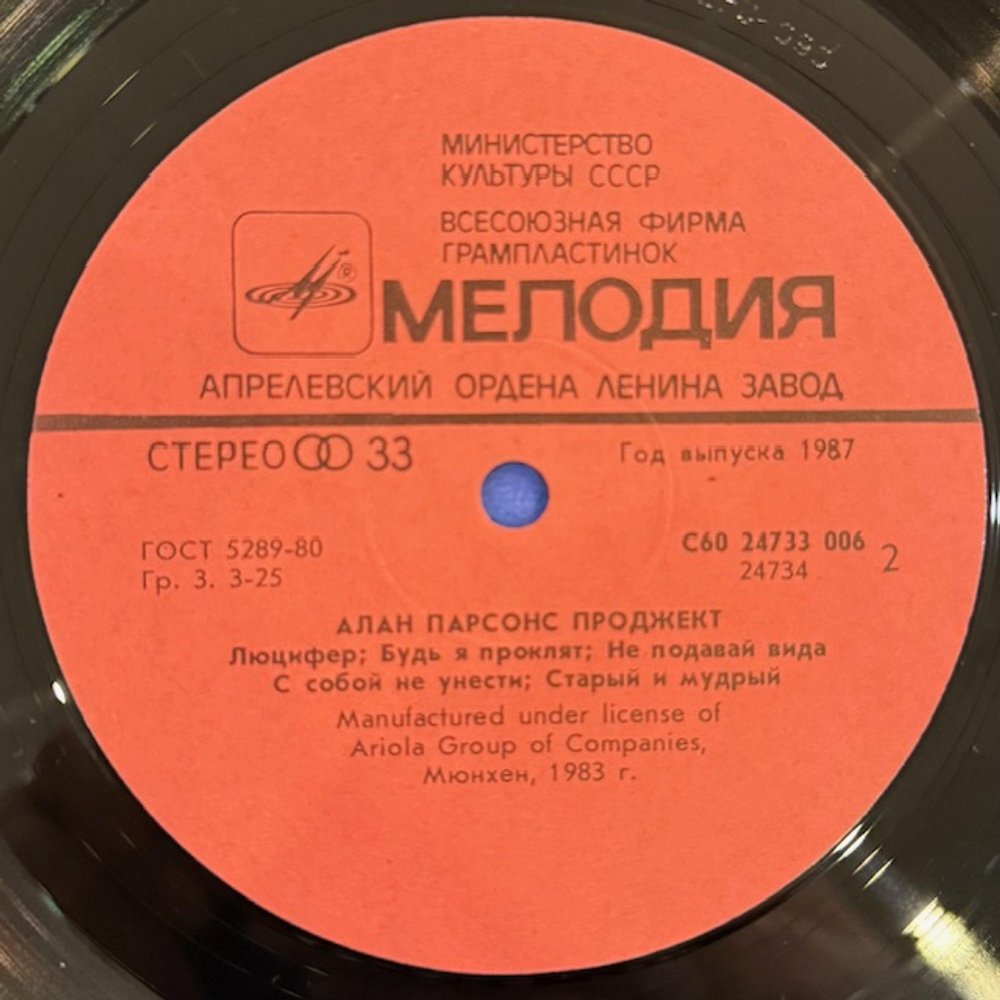 МИНИСТЕРСТВО
КУЛЬТУРЫ СССР
ВСЕСОЮЗНАЯ ФИРМА
ГРАМПЛАСТИНОК
®
МЕЛОДИЯ
АПРЕЛЕВСКИЙ ОРДЕНА ЛЕНИНА ЗАВОД
СТЕРЕО 33
Год выпуска 1987
ГОСТ 5289-80
Гр. 3. 3-25
С60 24733 006
24734
2
АЛАН ПАРСОНС ПРОДЖЕКТ
Люцифер; Будь я проклят; Не подавай вида
С собой не унести; Старый и мудрый
Manufactured under license of
Ariola Group of Companies,
Мюнхен, 1983 г.